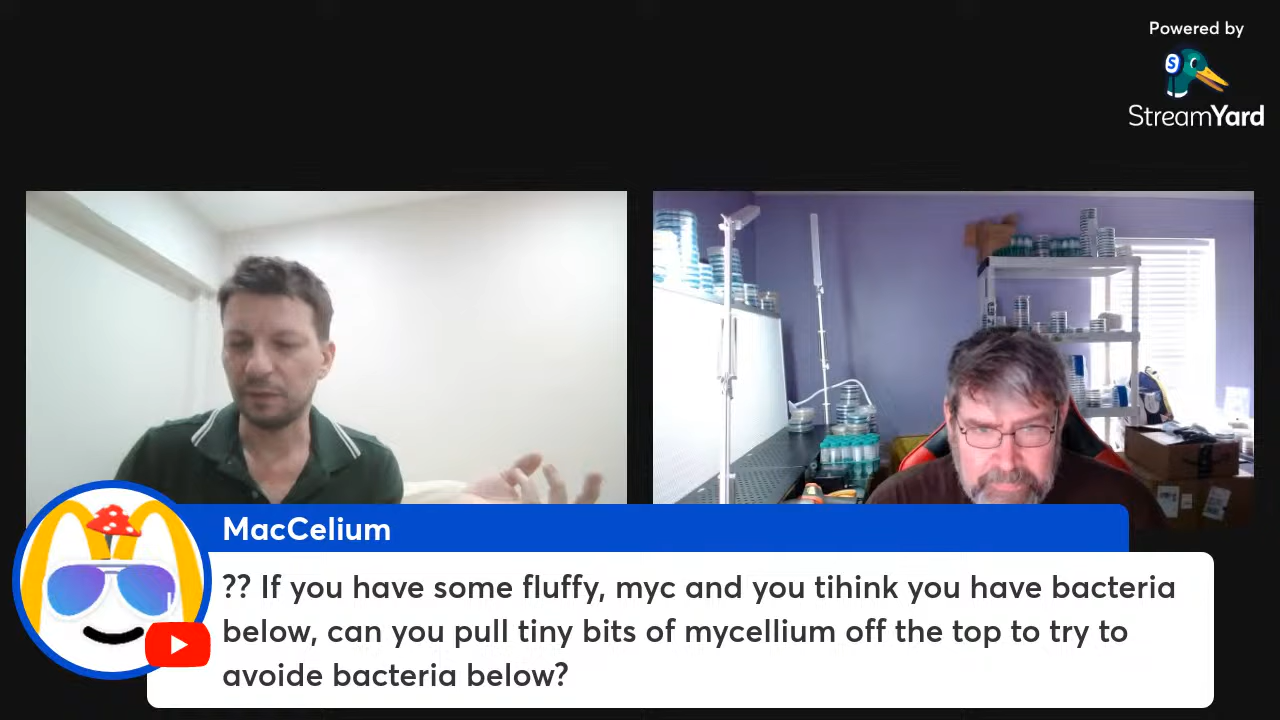 Powered by
S
StreamYard
MacCelium
?? If you have some fluffy, myc and you tihink you have bacteria
below, can you pull tiny bits of mycellium off the top to try to
avoide bacteria below?